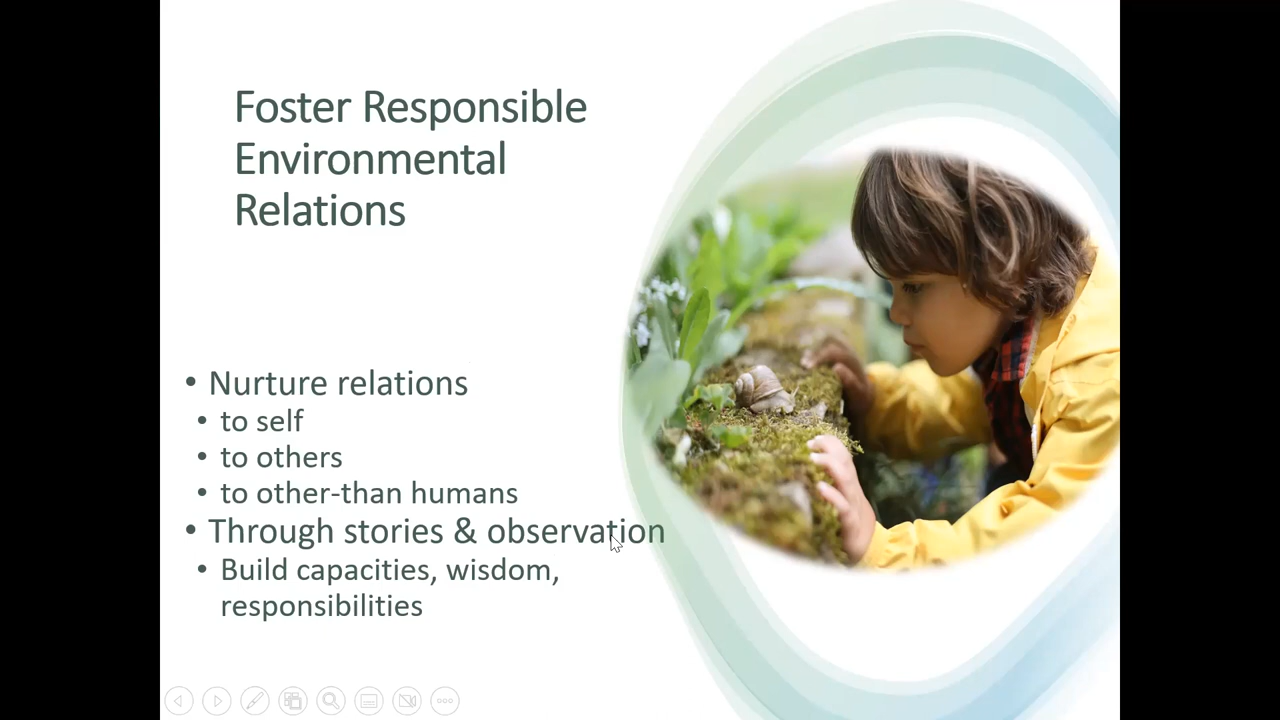 Foster Responsible
Environmental
Relations
• Nurture relations
• to self
• to others
• to other-than humans
• Through stories & observation
• Build capacities, wisdom,
responsibilities